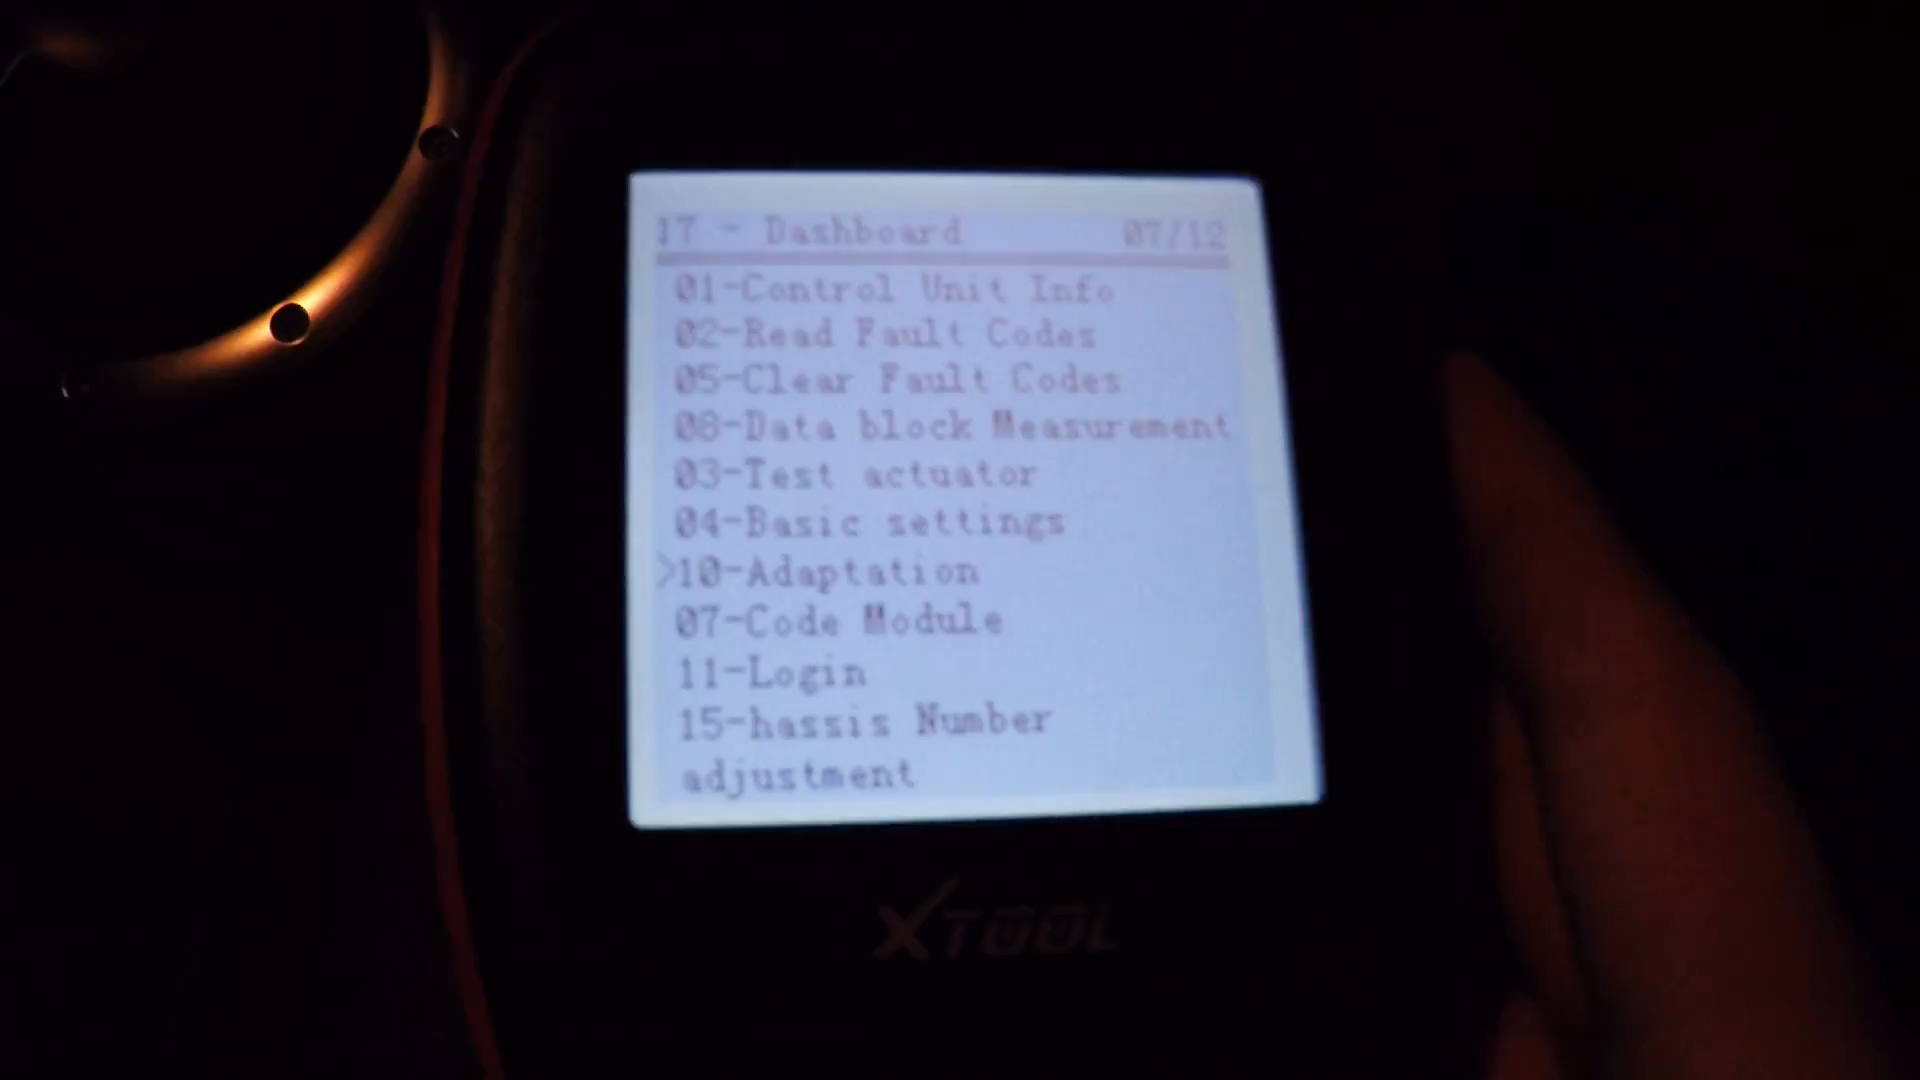 17 - Dashboard 07/12
01-Control Unit Info
02-Read Fault Codes
05-Clear Fault Codes
08-Data block Measurement
03-Test actuator
04-Basic settings
>10-Adaptation
07-Code Module
11-Login
15-hassis Number
adjustment
XTOOL